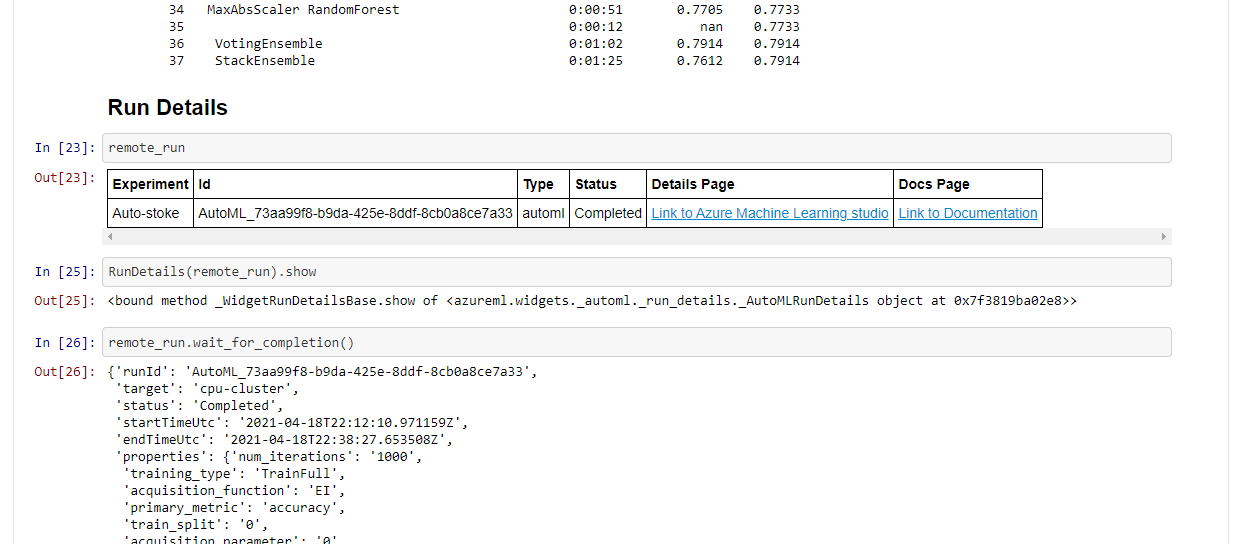 34 MaxAbsScaler RandomForest 0:00:51 0.7705 0.7733
35 0:00:12 nan 0.7733
36 VotingEnsemble 0:01:02 0.7914 0.7914
37 StackEnsemble 0:01:25 0.7612 0.7914
Run Details
In [23]: remote_run
Out[23]: Experiment Id Type Status Details Page Docs Page
Auto-stoke AutoML_73aa99f8-b9da-425e-8ddf-8cb0a8ce7a33 automl Completed Link to Azure Machine Learning studio Link to Documentation
In [25]: RunDetails(remote_run).show
Out[25]: <bound method _WidgetRunDetailsBase.show of <azureml.widgets._automl._run_details._AutoMLRunDetails object at 0x7f3819ba02e8>>
In [26]: remote_run.wait_for_completion()
Out[26]: {'runId': 'AutoML_73aa99f8-b9da-425e-8ddf-8cb0a8ce7a33',
'target': 'cpu-cluster',
'status': 'Completed',
'startTimeUtc': '2021-04-18T22:12:10.971159Z',
'endTimeUtc': '2021-04-18T22:38:27.653508Z',
'properties': {'num_iterations': '1000',
'training_type': 'TrainFull',
'acquisition_function': 'EI',
'primary_metric': 'accuracy',
'train_split': '0',
'acquisition_parameter': '0'